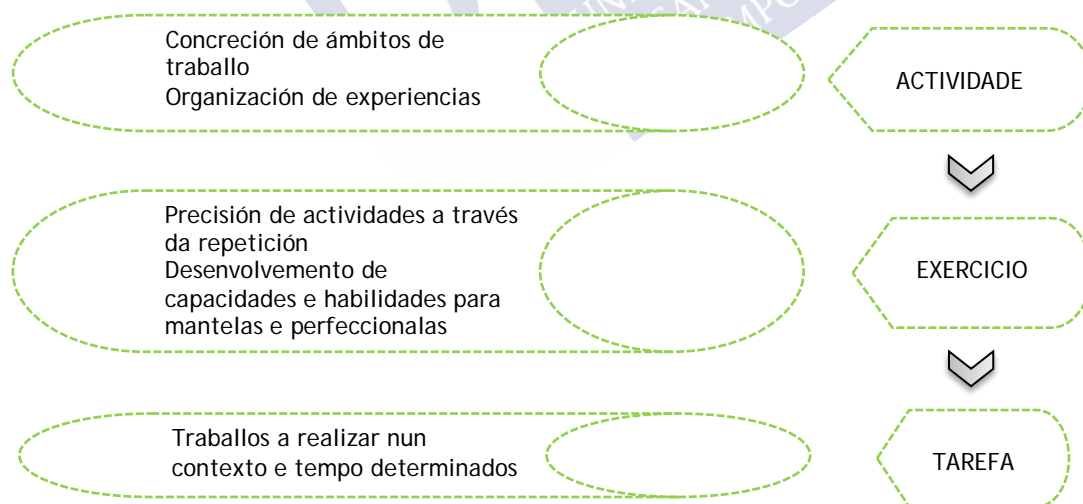 Concreción de ámbitos de
traballo
Organización de experiencias
ACTIVIDADE
Precisión de actividades a través
da repetición
Desenvolvemento de
capacidades e habilidades para
mantelas e perfeccionalas
EXERCICIO
Traballos a realizar nun
contexto e tempo determinados
TAREFA